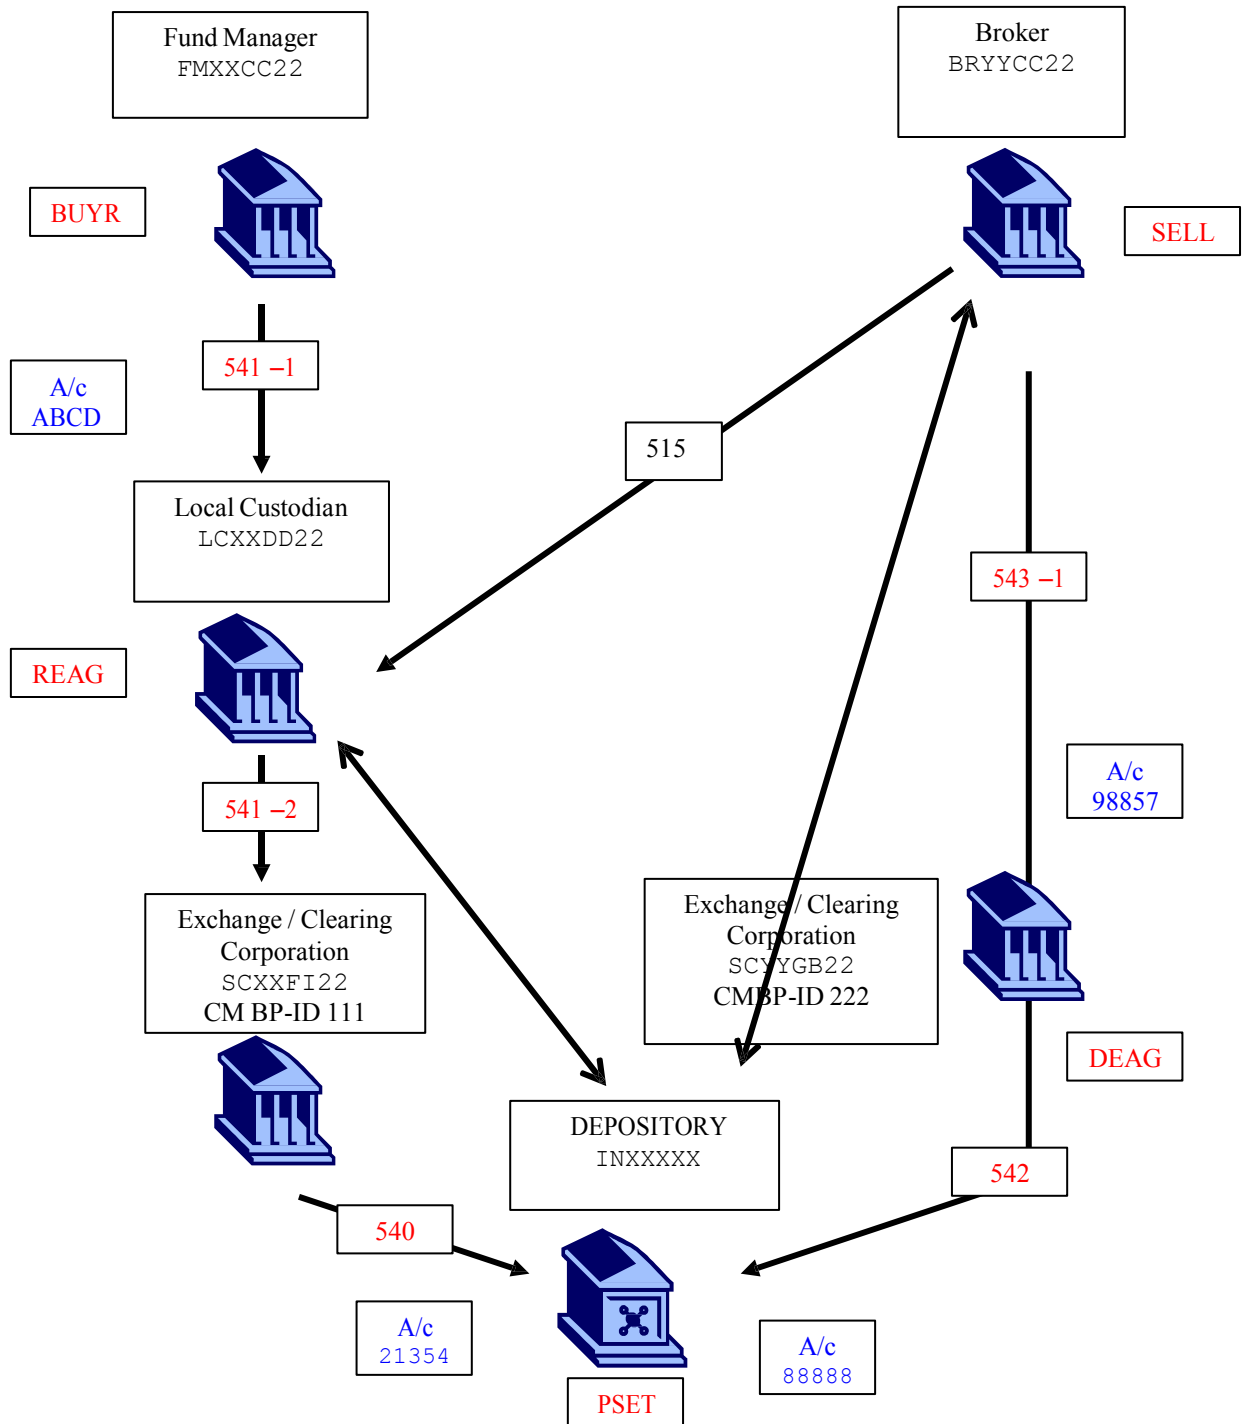 Fund Manager
FMXXCC22
Broker
BRYYCC22
BUYR
SELL
541 –1
A/c
ABCD
515
Local Custodian
LCXXDD22
543 –1
REAG
A/c
98857
541 –2
Exchange / Clearing
Corporation
SCXXFI22
CM BP-ID 111
Exchange / Clearing
Corporation
SCYYGB22
CMBP-ID 222
DEAG
DEPOSITORY
INXXXXX
542
540
A/c
21354
A/c
88888
PSET